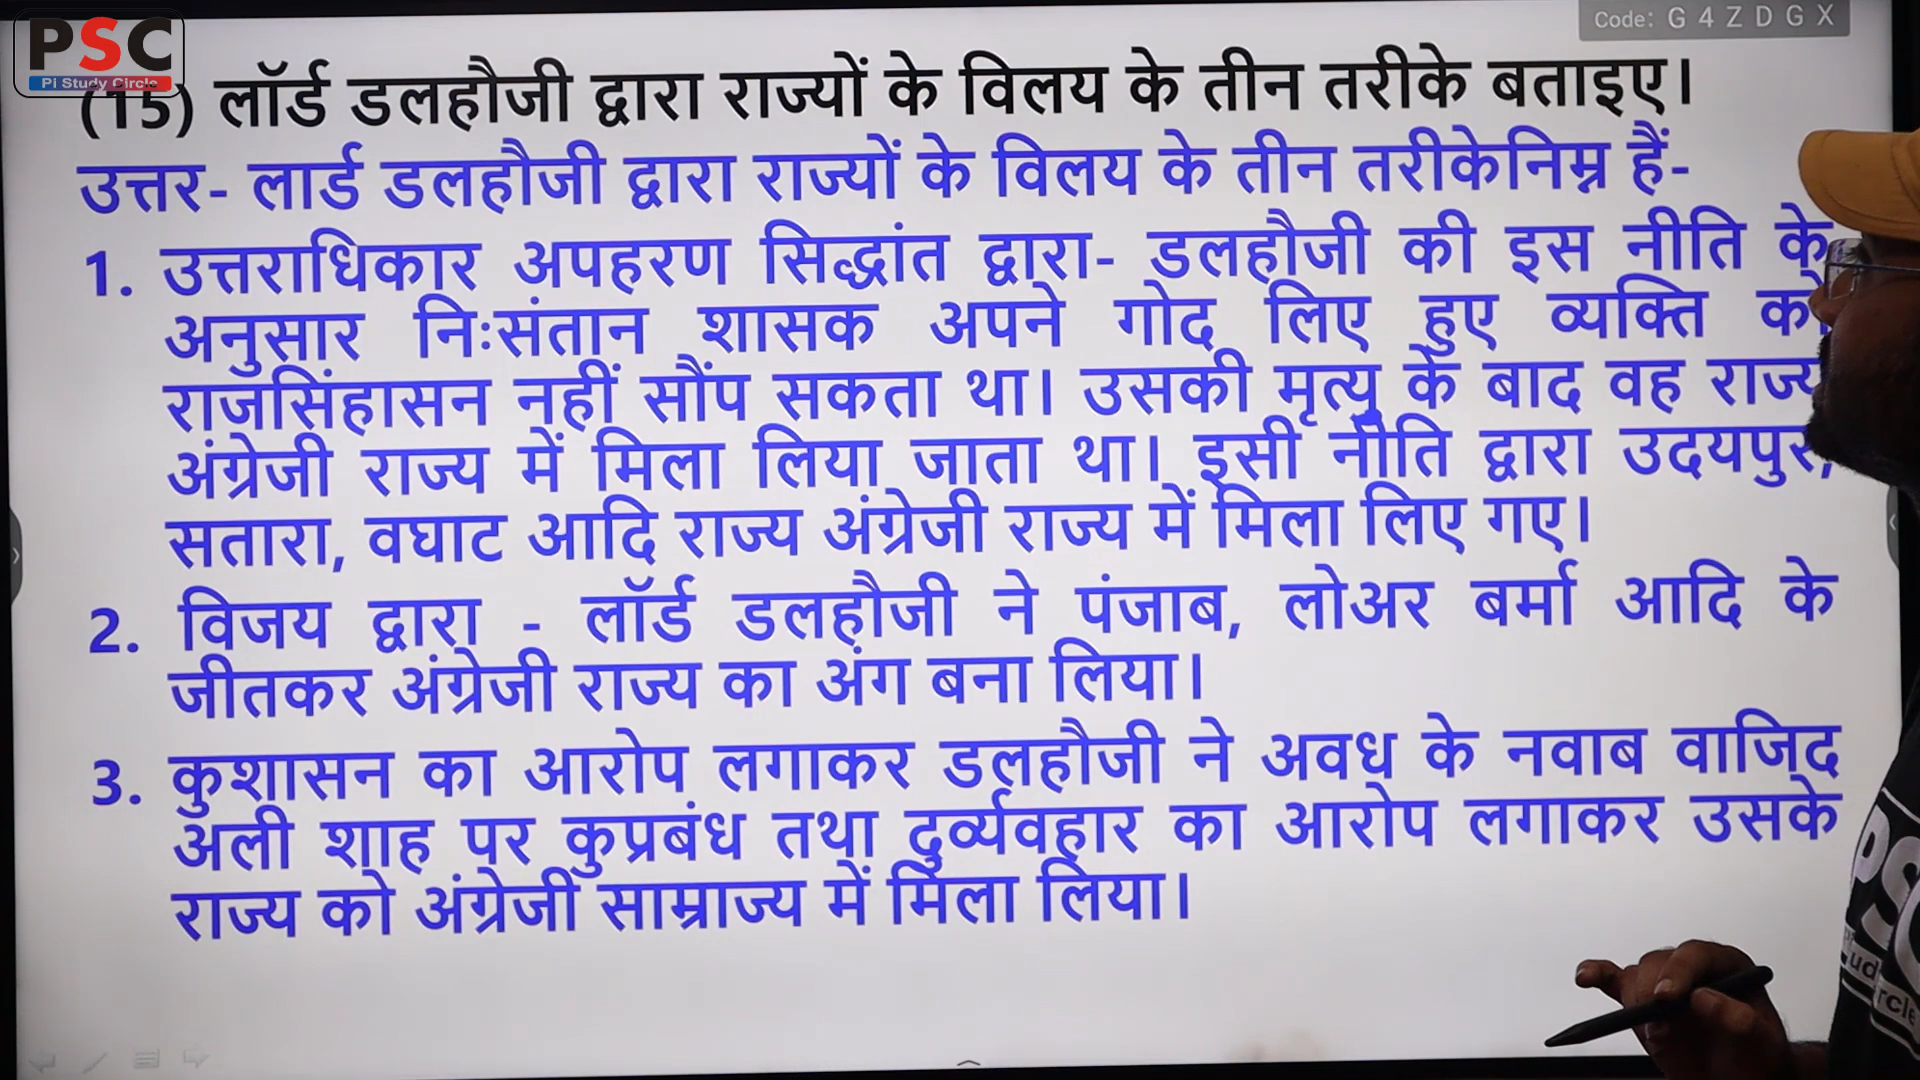 PSC
Pi Study Circle
Code: G 4 Z D G X
(15) लॉर्ड डलहौजी द्वारा राज्यों के विलय के तीन तरीके बताइए।
उत्तर- लार्ड डलहौजी द्वारा राज्यों के विलय के तीन तरीकेनिम्न हैं-
1. उत्तराधिकार अपहरण सिद्धांत द्वारा- डलहौजी की इस नीति के
अनुसार निःसंतान शासक अपने गोद लिए हुए व्यक्ति को
राजसिंहासन नहीं सौंप सकता था। उसकी मृत्यु के बाद वह राज्य
अंग्रेजी राज्य में मिला लिया जाता था। इसी नीति द्वारा उदयपुर,
सतारा, वघाट आदि राज्य अंग्रेजी राज्य में मिला लिए गए।
2. विजय द्वारा - लॉर्ड डलहौजी ने पंजाब, लोअर बर्मा आदि के
जीतकर अंग्रेजी राज्य का अंग बना लिया।
3. कुशासन का आरोप लगाकर डलहौजी ने अवध के नवाब वाजिद
अली शाह पर कुप्रबंध तथा दुर्व्यवहार का आरोप लगाकर उसके
राज्य को अंग्रेजी साम्राज्य में मिला लिया।